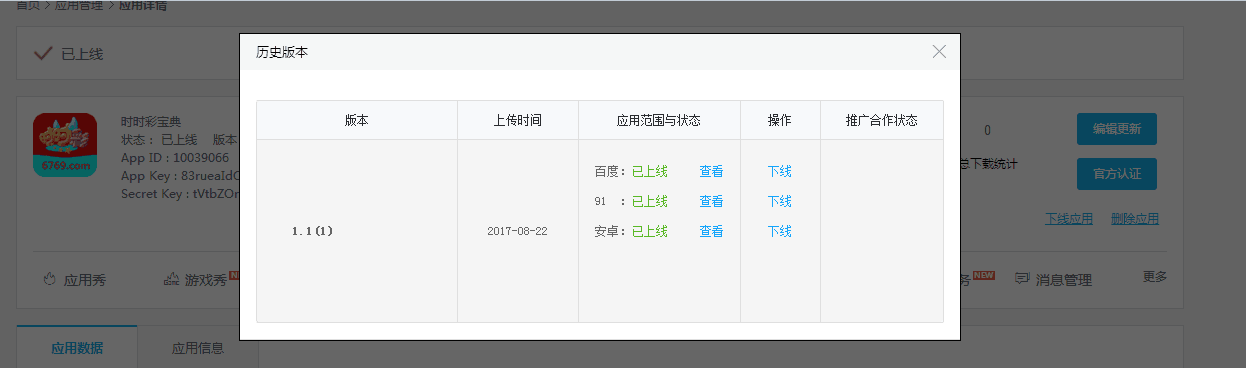 首页 > 应用管理 > 应用详情
已上线
历史版本
时时彩宝典
状态： 已上线 版本
App ID : 10039066
App Key : 83rueaIdC
Secret Key : tVtbZOr
6769.com
0
总下载统计
编辑更新
官方认证
下线应用 删除应用
版本 上传时间 应用范围与状态 操作 推广合作状态
1.1(1) 2017-08-22
百度：已上线 查看 下线
91 ：已上线 查看 下线
安卓：已上线 查看 下线
应用秀 游戏秀 务 NEW 消息管理 更多
应用数据 应用信息